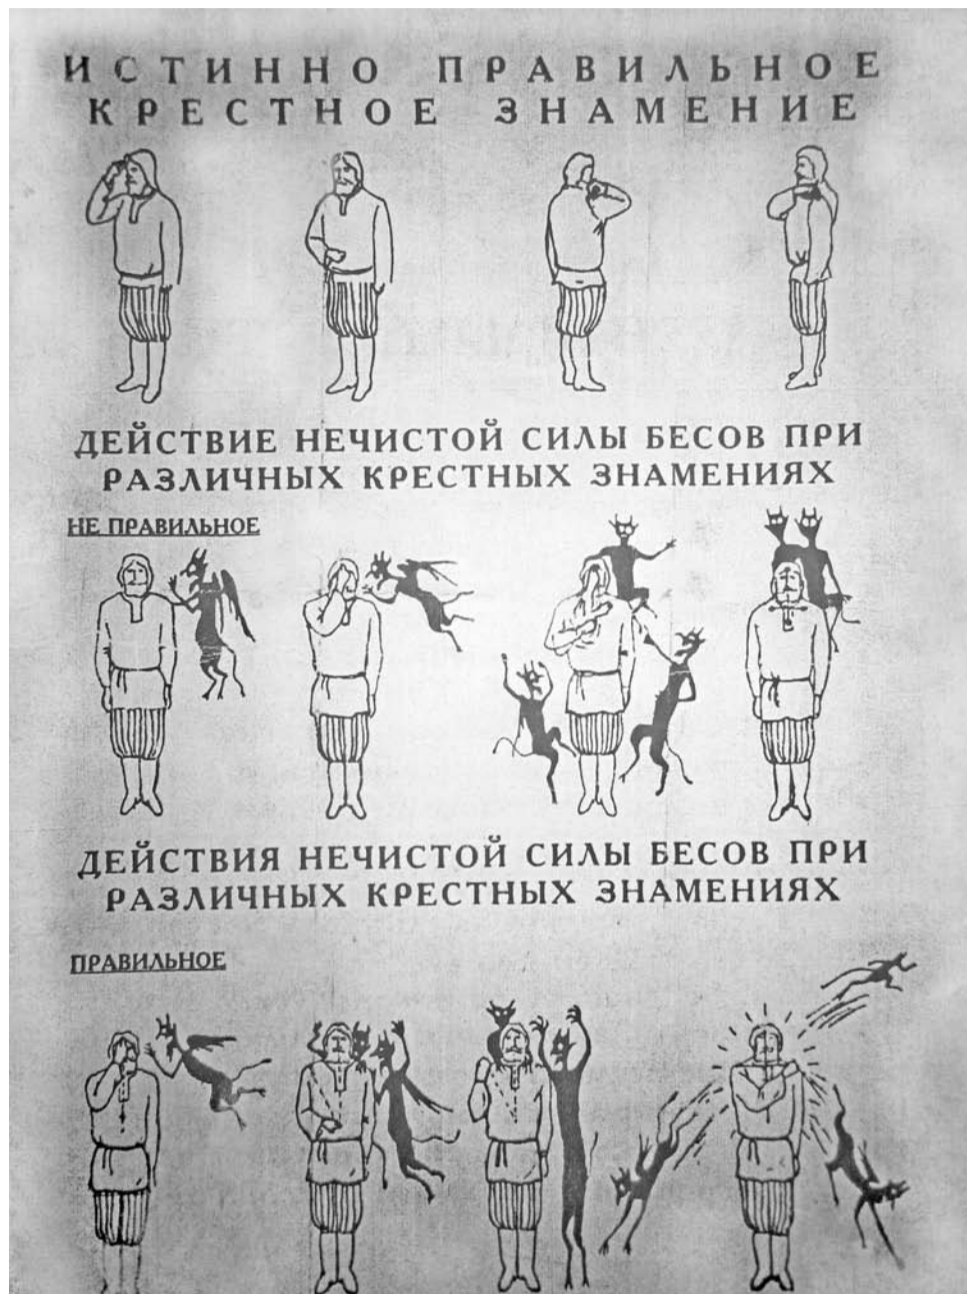 ИСТИННО ПРАВИЛЬНОЕ
КРЕСТНОЕ ЗНАМЕНИЕ
ДЕЙСТВИЕ НЕЧИСТОЙ СИЛЫ БЕСОВ ПРИ
РАЗЛИЧНЫХ КРЕСТНЫХ ЗНАМЕНИЯХ
НЕ ПРАВИЛЬНОЕ
ДЕЙСТВИЯ НЕЧИСТОЙ СИЛЫ БЕСОВ ПРИ
РАЗЛИЧНЫХ КРЕСТНЫХ ЗНАМЕНИЯХ
ПРАВИЛЬНОЕ